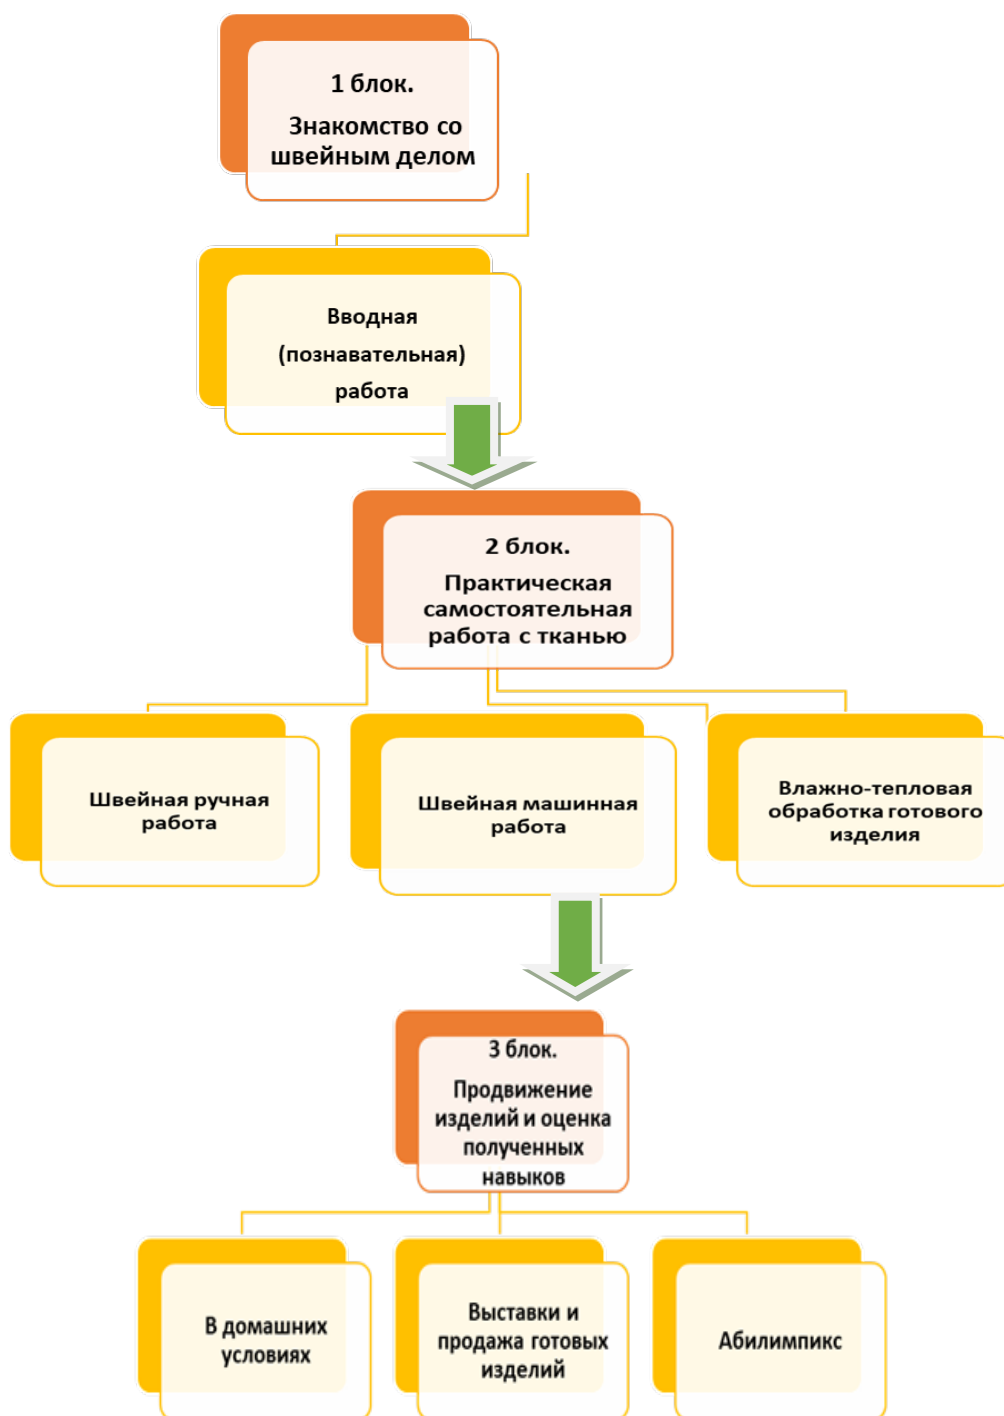 1 блок.
Знакомство со
швейным делом
Вводная
(познавательная)
работа
2 блок.
Практическая
самостоятельная
работа с тканью
Швейная ручная
работа
Швейная машинная
работа
Влажно-тепловая
обработка готового
изделия
3 блок.
Продвижение
изделий и оценка
полученных
навыков
В домашних
условиях
Выставки и
продажа готовых
изделий
Абилимпикс